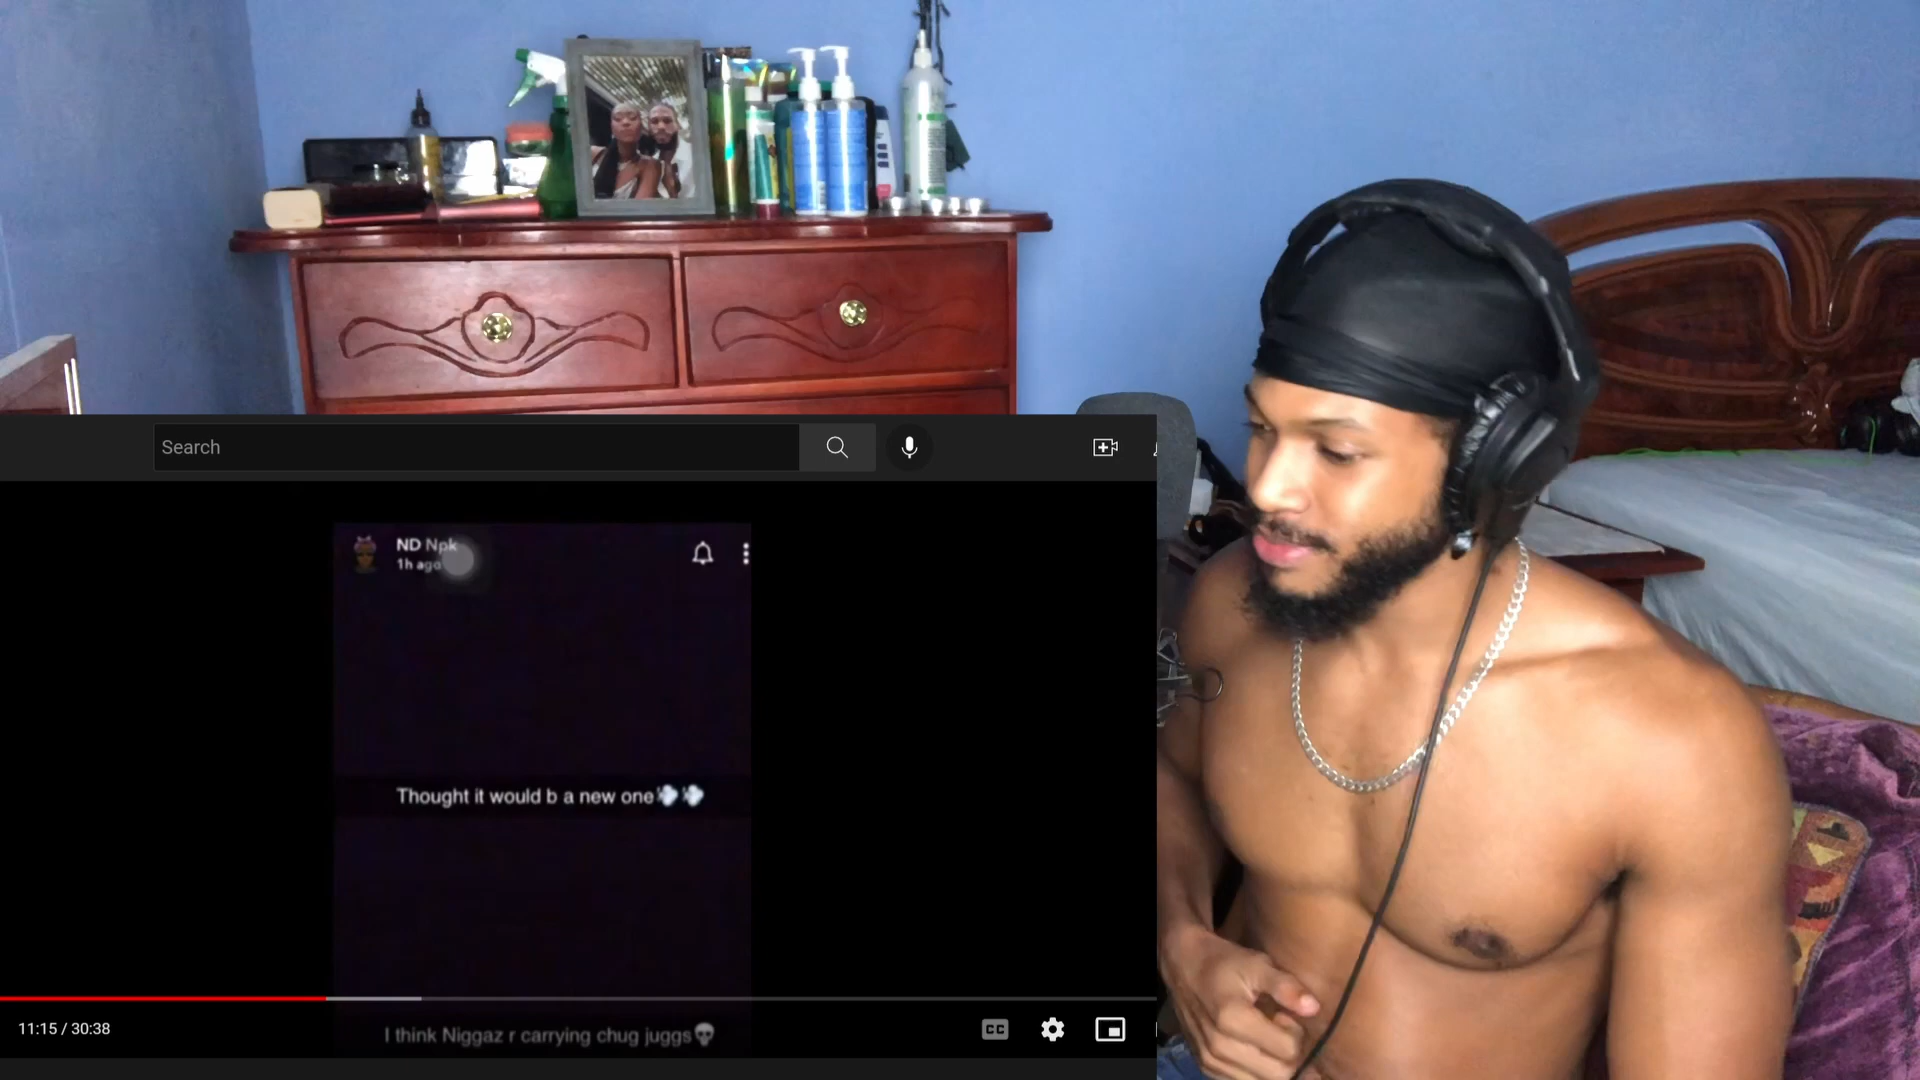 Search
ND Npk
1h ago
Thought it would b a new one💨💨
I think Niggaz r carrying chug juggs💀
11:15 / 30:38
CC